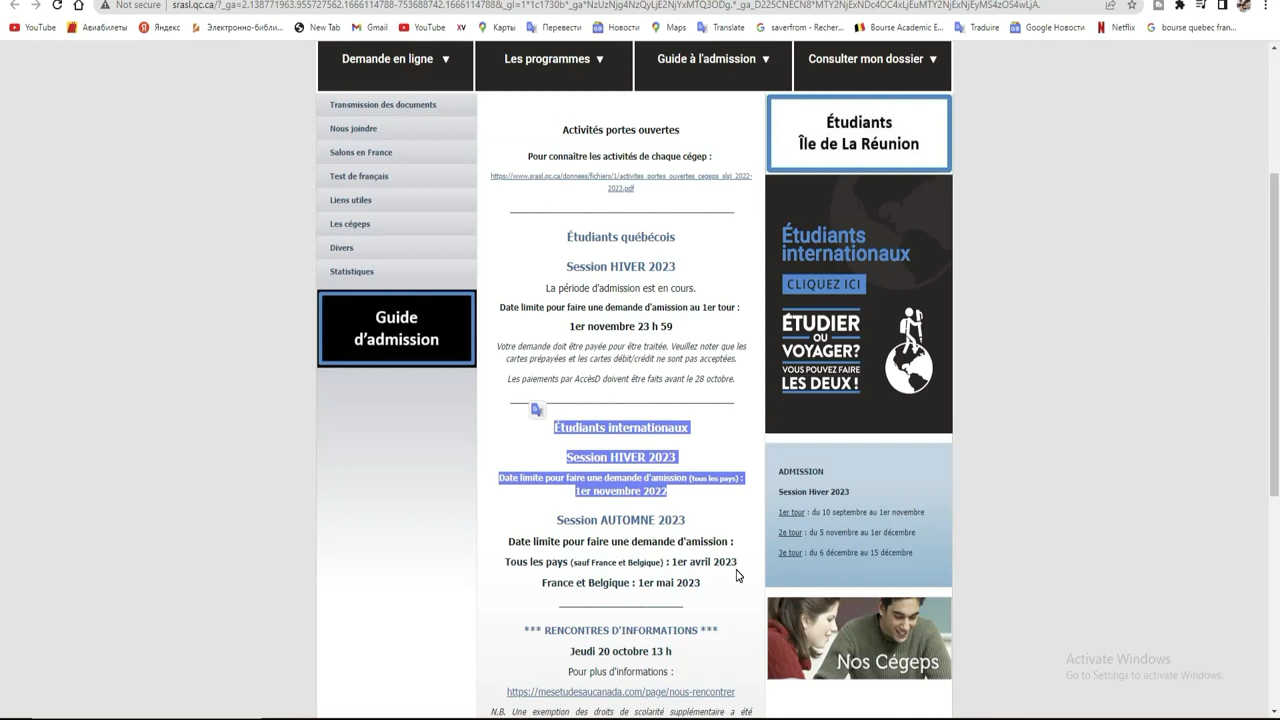 Not secure
srasl.qc.ca/?_ga=2.138771963.955727562.1666114788-753688742.1666114788&_gl=1*1c1730b*_ga*NzUzNjg4NzQyLjE2NjYxMTQ3ODg.*_ga_D225CNECN8*MTY2NjExNDc4OC4xLjEuMTY2NjExNDEyMS4zOS4wLjA.
YouTube
Авиабилеты
Яндекс
Электронно-библи...
New Tab
Gmail
YouTube
Карты
Перевести
Новости
Maps
Translate
saverfrom - Recher...
Bourse Academic E...
Traduire
Google Новости
Netflix
bourse quebec fran...
Demande en ligne ▼
Les programmes ▼
Guide à l'admission ▼
Consulter mon dossier ▼
Transmission des documents
Nous joindre
Salons en France
Test de français
Liens utiles
Les cégeps
Divers
Statistiques
Guide
d'admission
Activités portes ouvertes
Pour connaître les activités de chaque cégep :
https://www.srasl.qc.ca/donnees/fichiers/1/activites_portes_ouvertes_cegeps_slsj_2022-
2023.pdf
Étudiants québécois
Session HIVER 2023
La période d'admission est en cours.
Date limite pour faire une demande d'amission au 1er tour :
1er novembre 23 h 59
Votre demande doit être payée pour être traitée. Veuillez noter que les
cartes prépayées et les cartes débit/crédit ne sont pas acceptées.
Les paiements par AccèsD doivent être faits avant le 28 octobre.
Étudiants internationaux
Session HIVER 2023
Date limite pour faire une demande d'amission (tous les pays) :
1er novembre 2022
Session AUTOMNE 2023
Date limite pour faire une demande d'amission :
Tous les pays (sauf France et Belgique) : 1er avril 2023
France et Belgique : 1er mai 2023
*** RENCONTRES D'INFORMATIONS ***
Jeudi 20 octobre 13 h
Pour plus d'informations :
https://mesetudesaucanada.com/page/nous-rencontrer
N.B. Une exemption des droits de scolarité supplémentaire a été
Étudiants
Île de La Réunion
Étudiants
internationaux
CLIQUEZ ICI
ÉTUDIER
OU
VOYAGER?
VOUS POUVEZ FAIRE
LES DEUX!
ADMISSION
Session Hiver 2023
1er tour : du 10 septembre au 1er novembre
2e tour : du 5 novembre au 1er décembre
3e tour : du 6 décembre au 15 décembre
Nos Cégeps
Activate Windows
Go to Settings to activate Windows.